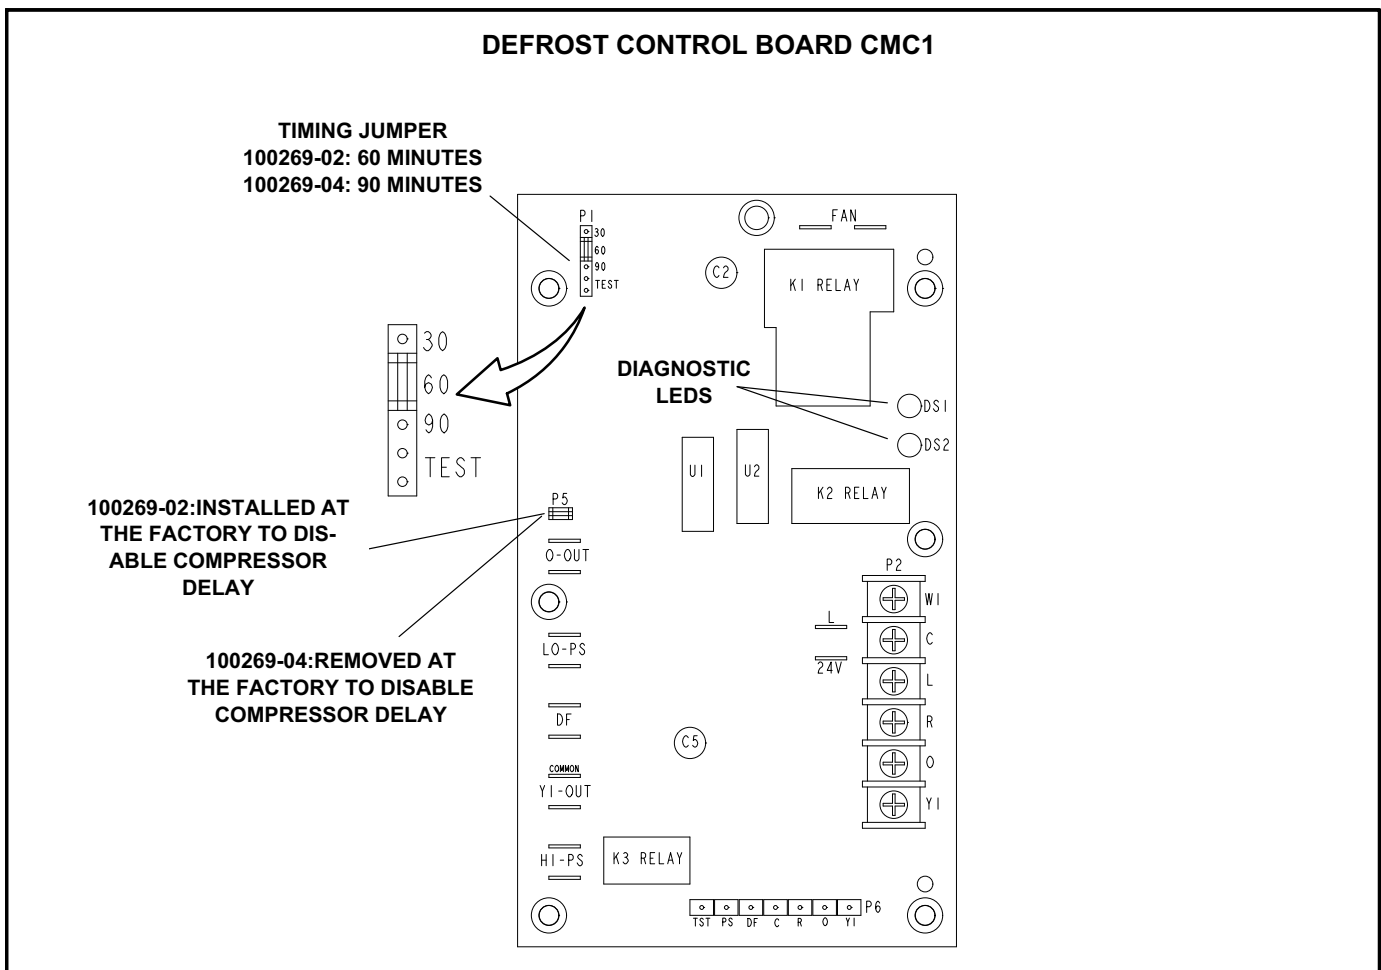 DEFROST CONTROL BOARD CMC1
TIMING JUMPER
100269-02: 60 MINUTES
100269-04: 90 MINUTES
P1
30
60
90
TEST
FAN
C2
K1 RELAY
30
60
90
TEST
DIAGNOSTIC
LEDS
DS1
DS2
U1
U2
K2 RELAY
100269-02:INSTALLED AT
THE FACTORY TO DIS-
ABLE COMPRESSOR
DELAY
P5
O-OUT
P2
W1
C
L
R
O
Y1
L
24V
100269-04:REMOVED AT
THE FACTORY TO DISABLE
COMPRESSOR DELAY
LO-PS
DF
C5
COMMON
Y1-OUT
HI-PS
K3 RELAY
P6
TST PS DF C R O Y1